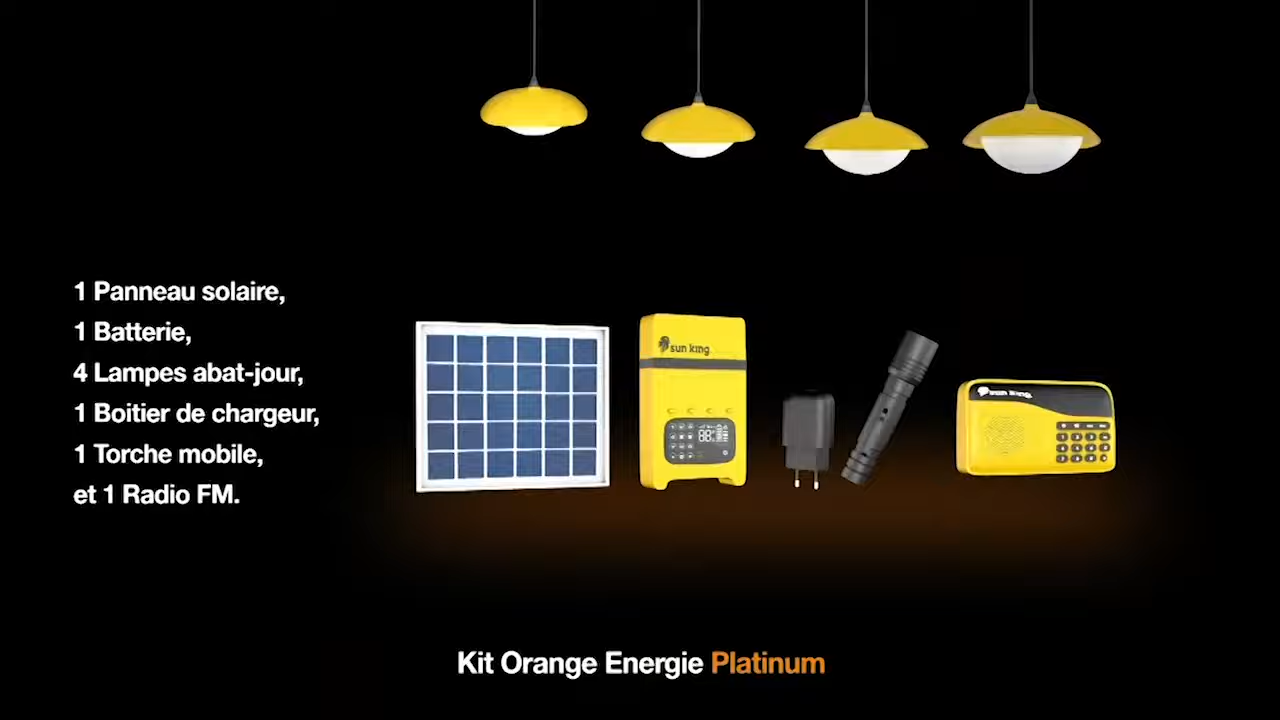 1 Panneau solaire,
1 Batterie,
4 Lampes abat-jour,
1 Boitier de chargeur,
1 Torche mobile,
et 1 Radio FM.
sun king
sun king
Kit Orange Energie Platinum